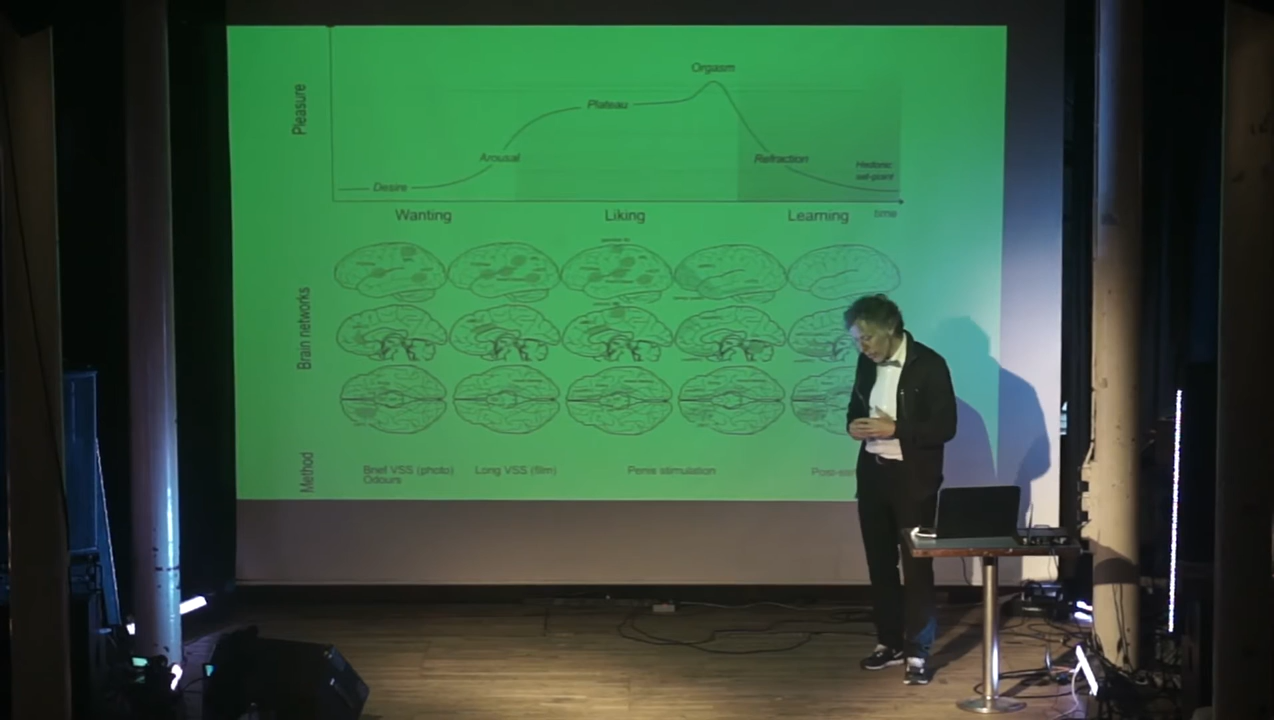 Pleasure
Orgasm
Plateau
Arousal
Refraction
Hedonic
set-point
Desire
Wanting
Liking
Learning
time
Brain networks
Method
Brief VSS (photo)
Odours
Long VSS (film)
Penis stimulation